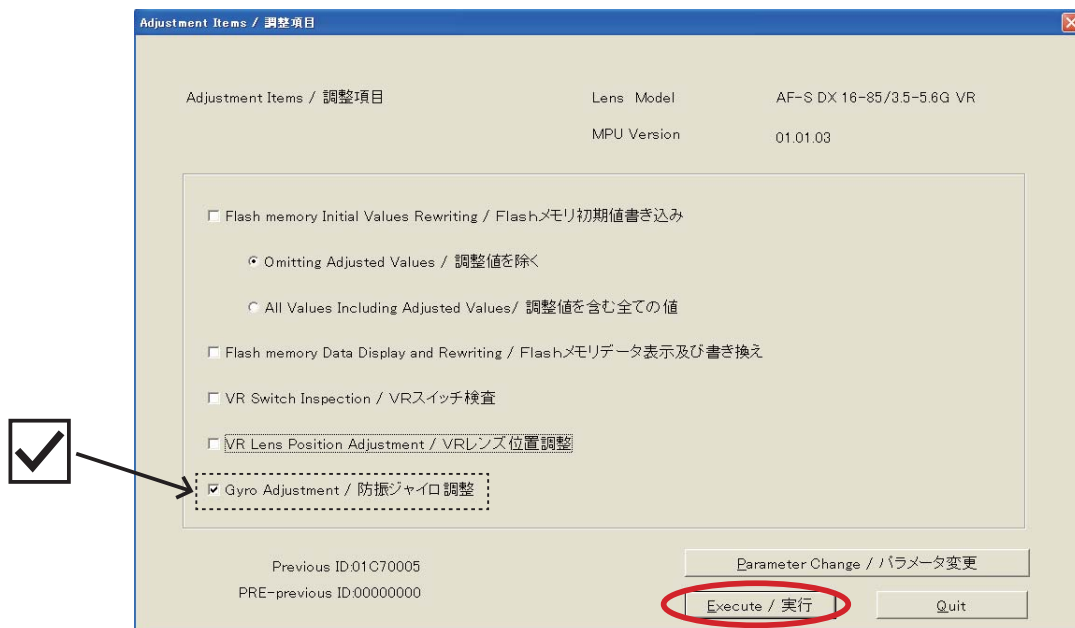 Adjustment Items / 調整項目
Adjustment Items / 調整項目
Lens Model AF-S DX 16-85/3.5-5.6G VR
MPU Version 01.01.03
Flash memory Initial Values Rewriting / Flashメモリ初期値書き込み
Omitting Adjusted Values / 調整値を除く
All Values Including Adjusted Values/ 調整値を含む全ての値
Flash memory Data Display and Rewriting / Flashメモリデータ表示及び書き換え
VR Switch Inspection / VRスイッチ検査
VR Lens Position Adjustment / VRレンズ位置調整
Gyro Adjustment / 防振ジャイロ調整
Previous ID:01C70005
PRE-previous ID:00000000
Parameter Change / パラメータ変更
Execute / 実行
Quit